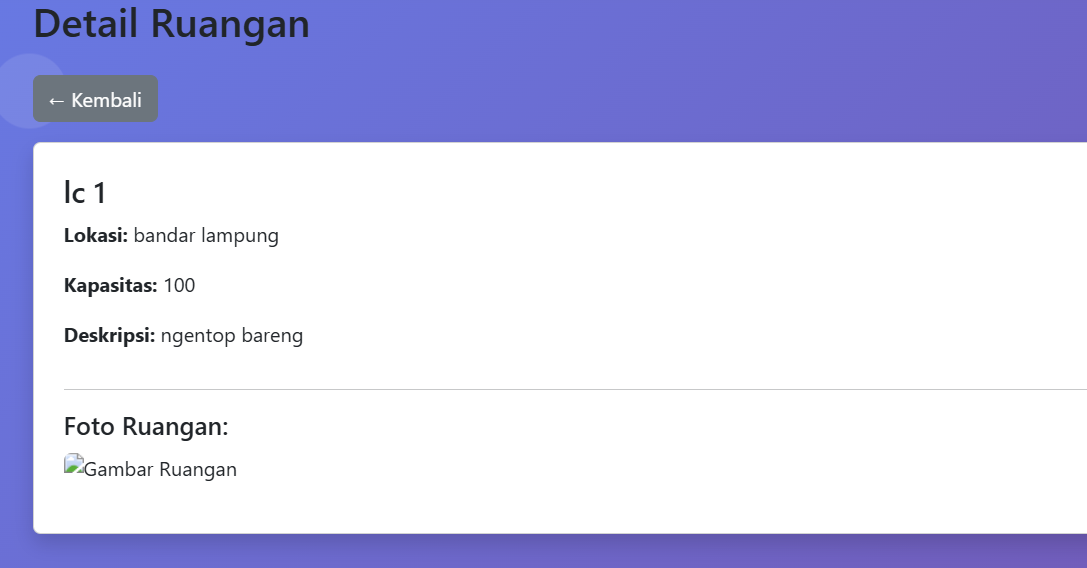 Detail Ruangan
← Kembali
lc 1
Lokasi: bandar lampung
Kapasitas: 100
Deskripsi: ngentop bareng
Foto Ruangan:
Gambar Ruangan